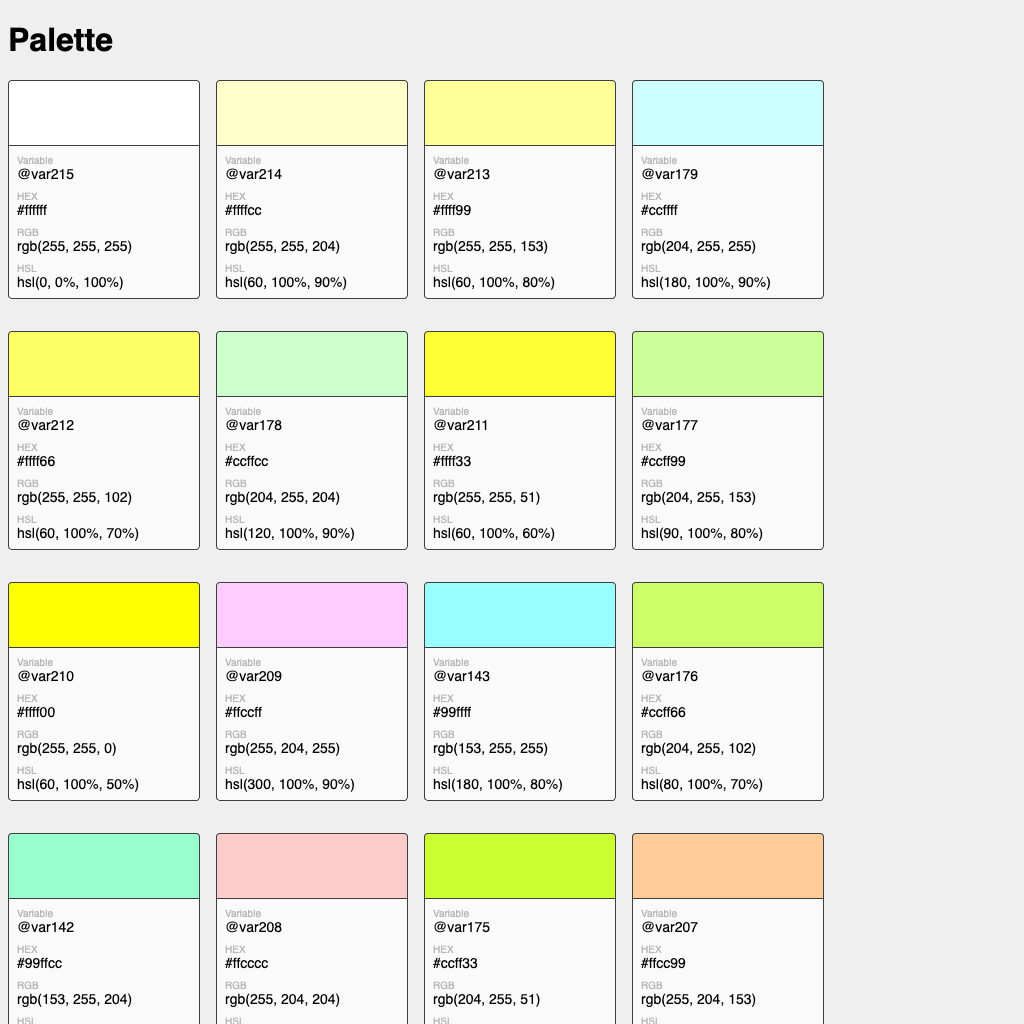 Palette
Variable
@var215
HEX
#ffffff
RGB
rgb(255, 255, 255)
HSL
hsl(0, 0%, 100%)
Variable
@var214
HEX
#ffffcc
RGB
rgb(255, 255, 204)
HSL
hsl(60, 100%, 90%)
Variable
@var213
HEX
#ffff99
RGB
rgb(255, 255, 153)
HSL
hsl(60, 100%, 80%)
Variable
@var179
HEX
#ccffff
RGB
rgb(204, 255, 255)
HSL
hsl(180, 100%, 90%)
Variable
@var212
HEX
#ffff66
RGB
rgb(255, 255, 102)
HSL
hsl(60, 100%, 70%)
Variable
@var178
HEX
#ccffcc
RGB
rgb(204, 255, 204)
HSL
hsl(120, 100%, 90%)
Variable
@var211
HEX
#ffff33
RGB
rgb(255, 255, 51)
HSL
hsl(60, 100%, 60%)
Variable
@var177
HEX
#ccff99
RGB
rgb(204, 255, 153)
HSL
hsl(90, 100%, 80%)
Variable
@var210
HEX
#ffff00
RGB
rgb(255, 255, 0)
HSL
hsl(60, 100%, 50%)
Variable
@var209
HEX
#ffccff
RGB
rgb(255, 204, 255)
HSL
hsl(300, 100%, 90%)
Variable
@var143
HEX
#99ffff
RGB
rgb(153, 255, 255)
HSL
hsl(180, 100%, 80%)
Variable
@var176
HEX
#ccff66
RGB
rgb(204, 255, 102)
HSL
hsl(80, 100%, 70%)
Variable
@var142
HEX
#99ffcc
RGB
rgb(153, 255, 204)
HSL
Variable
@var208
HEX
#ffcccc
RGB
rgb(255, 204, 204)
HSL
Variable
@var175
HEX
#ccff33
RGB
rgb(204, 255, 51)
HSL
Variable
@var207
HEX
#ffcc99
RGB
rgb(255, 204, 153)
HSL